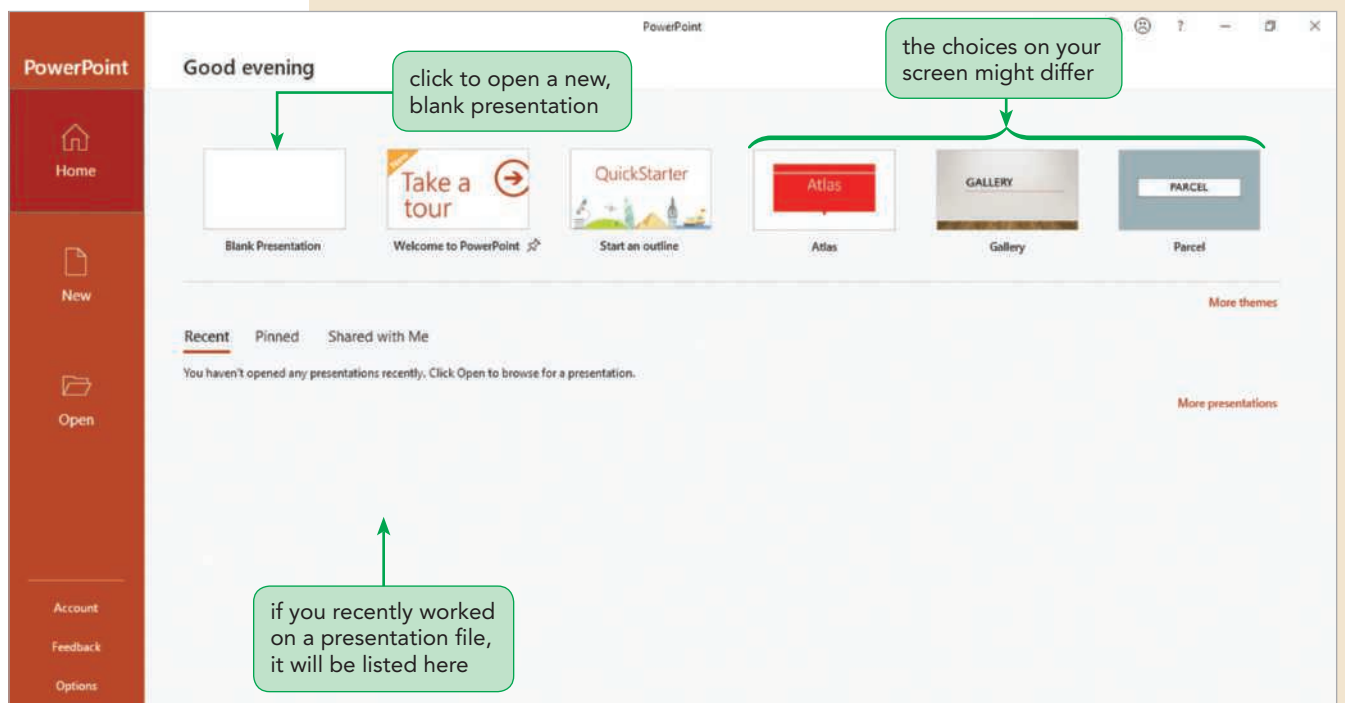 PowerPoint
PowerPoint
Good evening
click to open a new,
blank presentation
the choices on your
screen might differ
?
Home
New
Open
Account
Feedback
Options
Take a
tour
QuickStarter
Atlas
GALLERY
PARCEL
Blank Presentation
Welcome to PowerPoint
Start an outline
Atlas
Gallery
Parcel
More themes
Recent Pinned Shared with Me
You haven't opened any presentations recently. Click Open to browse for a presentation.
More presentations
if you recently worked
on a presentation file,
it will be listed here